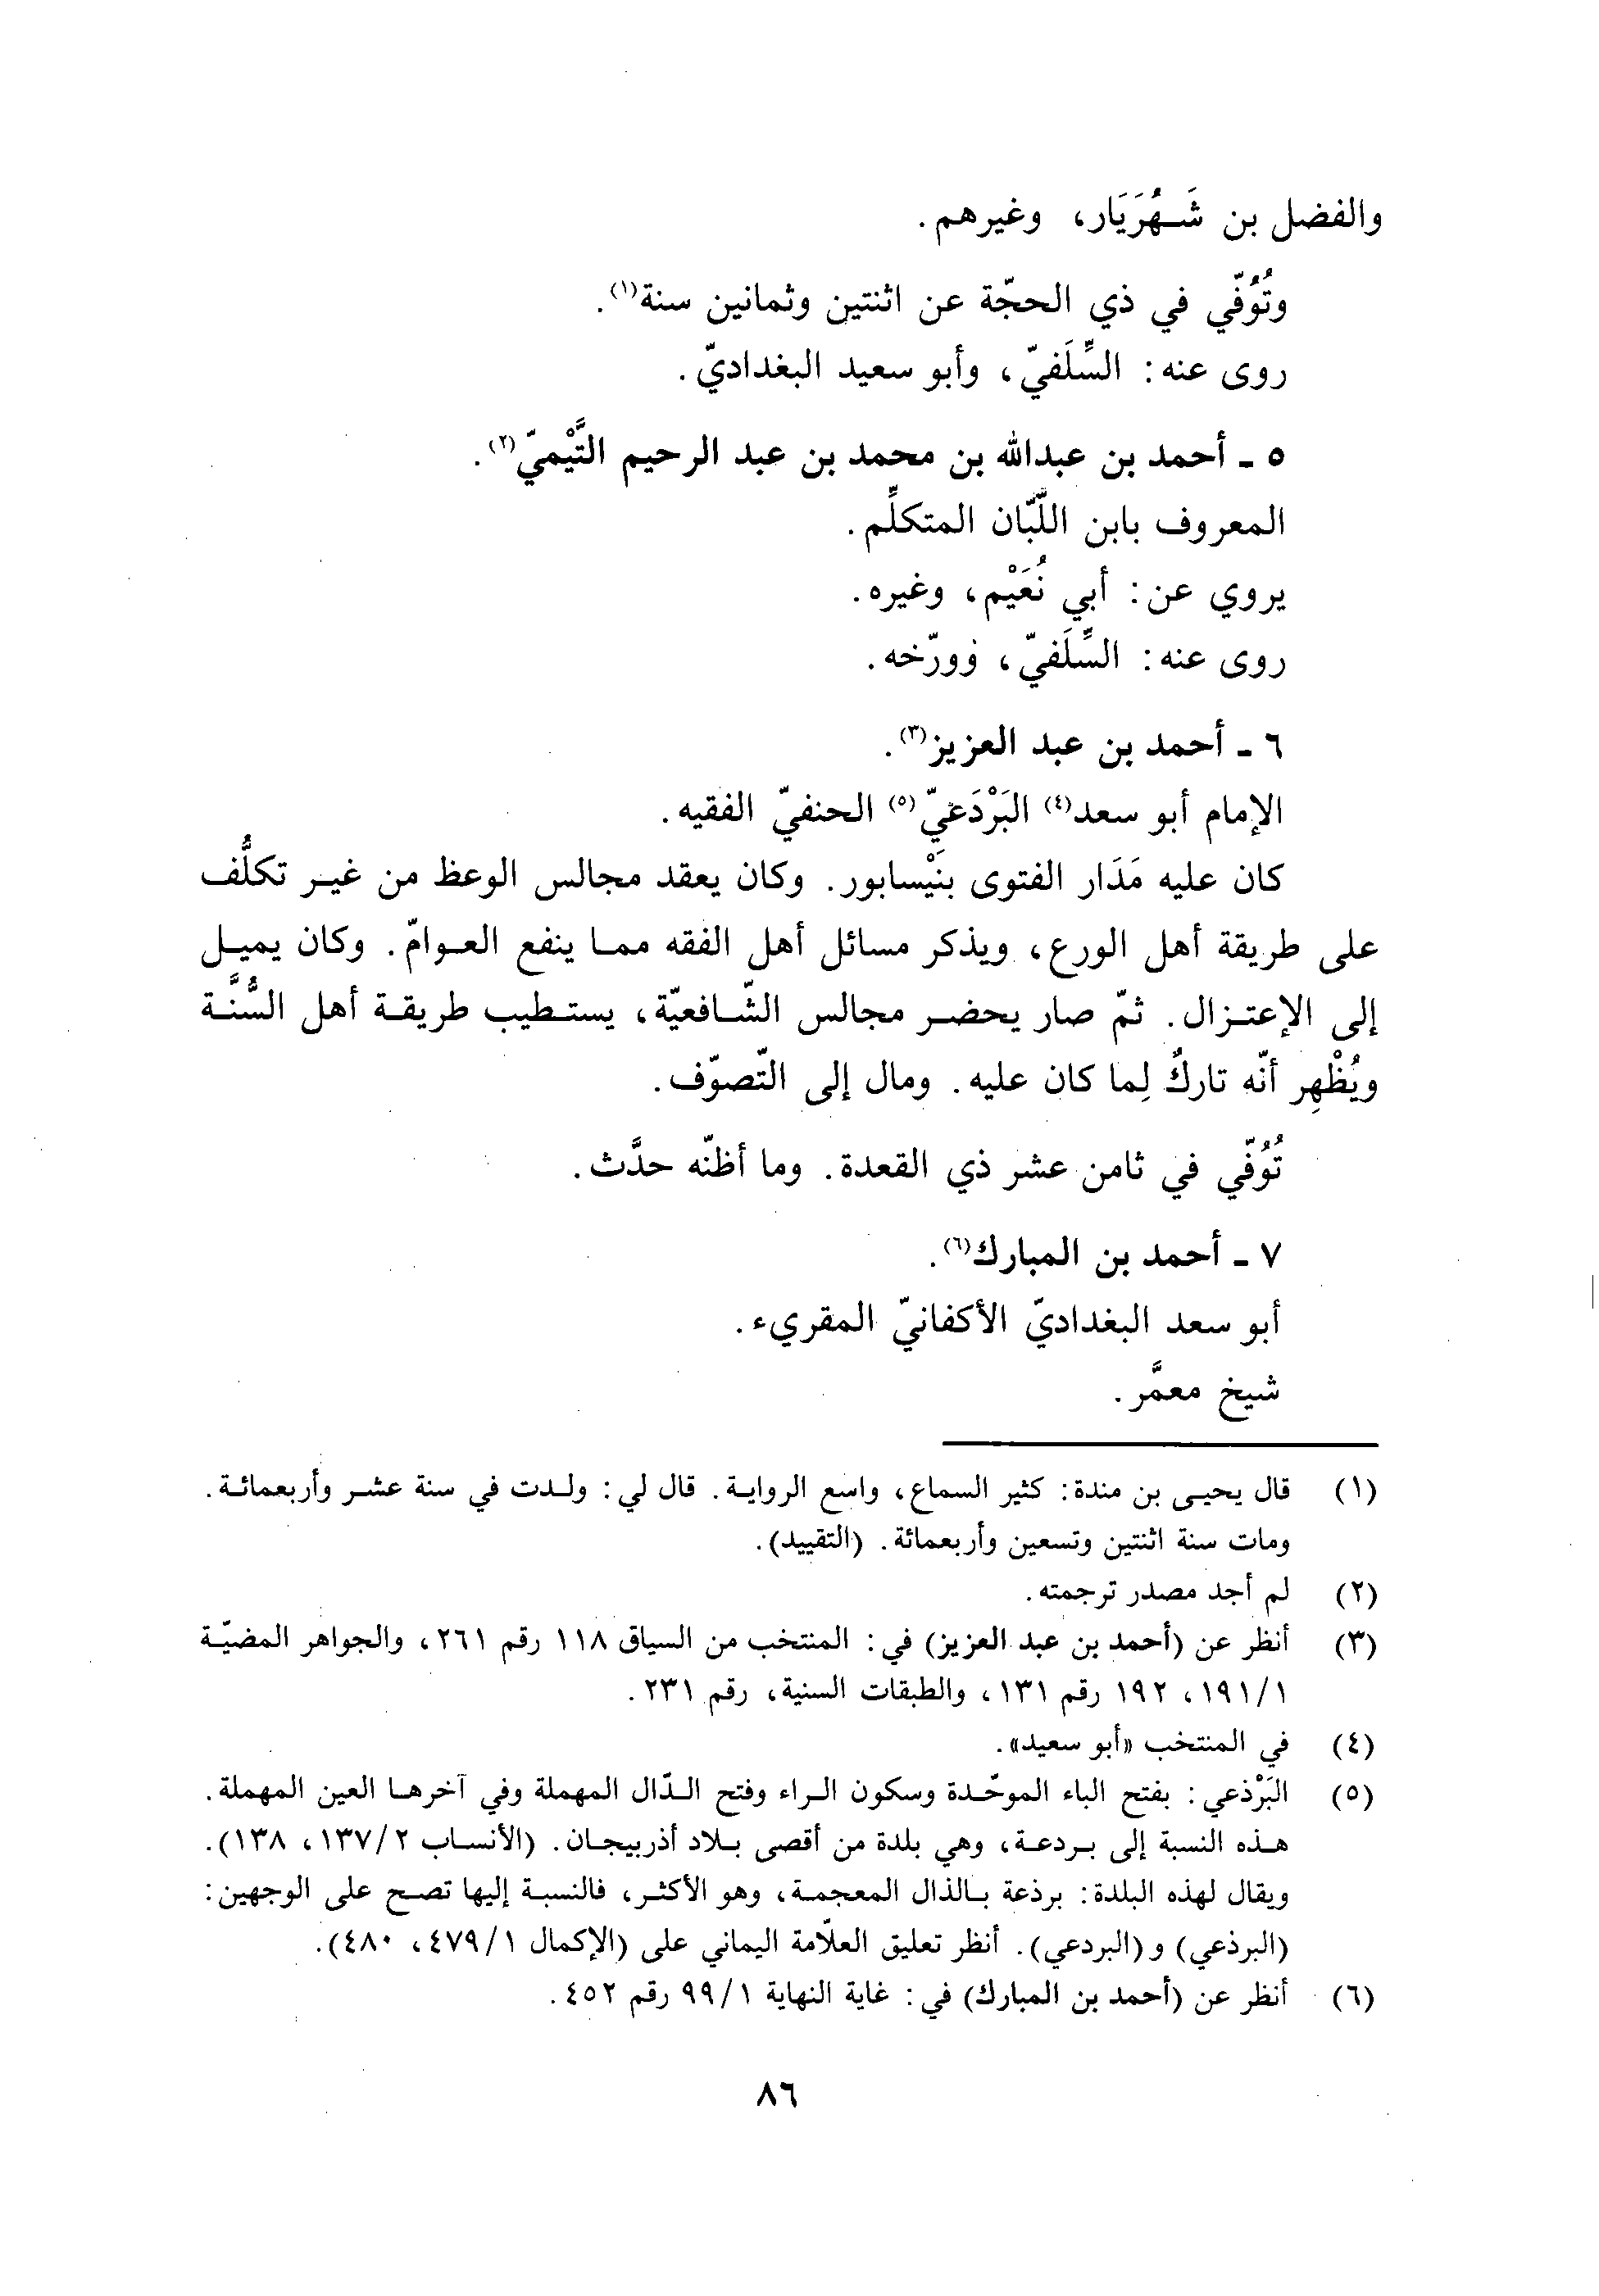 والفضل بن شَهْرَيَار، وغيرهم.
وتُوُفّي في ذي الحجّة عن اثنتين وثمانين سنة(١).
روى عنه: السِّلَفيّ، وأبو سعيد البغداديّ.
٥ ـ أحمد بن عبدالله بن محمد بن عبد الرحيم التَّيْميّ(٢).
المعروف بابن اللّبّان المتكلِّم.
يروي عن: أبي نُعَيْم، وغيره.
روى عنه: السِّلَفيّ، وورّخه.
٦ ـ أحمد بن عبد العزيز(٣).
الإمام أبو سعد(٤) البَرْدَعيّ(٥) الحنفيّ الفقيه.
كان عليه مَدَار الفتوى بنَيْسابور. وكان يعقد مجالس الوعظ من غير تكلُّف
على طريقة أهل الورع، ويذكر مسائل أهل الفقه مما ينفع العوامّ. وكان يميل
إلى الإعتزال. ثمّ صار يحضر مجالس الشّافعيّة، يستطيب طريقة أهل السُّنَّة
ويُظْهِر أنّه تاركٌ لِما كان عليه. ومال إلى التّصوّف.
تُوُفّي في ثامن عشر ذي القعدة. وما أظنّه حدَّث.
٧ ـ أحمد بن المبارك(٦).
أبو سعد البغداديّ الأكفانيّ المقريء.
شيخ معمَّر.
(١) قال يحيى بن مندة: كثير السماع، واسع الرواية. قال لي: ولدت في سنة عشر وأربعمائة.
ومات سنة اثنتين وتسعين وأربعمائة. (التقييد).
(٢) لم أجد مصدر ترجمته.
(٣) أنظر عن (أحمد بن عبد العزيز) في: المنتخب من السياق ١١٨ رقم ٢٦١، والجواهر المضيّة
١٩١/١، ١٩٢ رقم ١٣١، والطبقات السنية، رقم ٢٣١.
(٤) في المنتخب «أبو سعيد».
(٥) البَرْذعي: بفتح الباء الموحّدة وسكون الراء وفتح الدّال المهملة وفي آخرها العين المهملة.
هذه النسبة إلى بردعة، وهي بلدة من أقصى بلاد أذربيجان. (الأنساب ١٣٧/٢، ١٣٨).
ويقال لهذه البلدة: برذعة بالذال المعجمة، وهو الأكثر، فالنسبة إليها تصح على الوجهين:
(البرذعي) و(البردعي). أنظر تعليق العلاّمة اليماني على (الإكمال ٤٧٩/١، ٤٨٠).
(٦) أنظر عن (أحمد بن المبارك) في: غاية النهاية ٩٩/١ رقم ٤٥٢.
٨٦